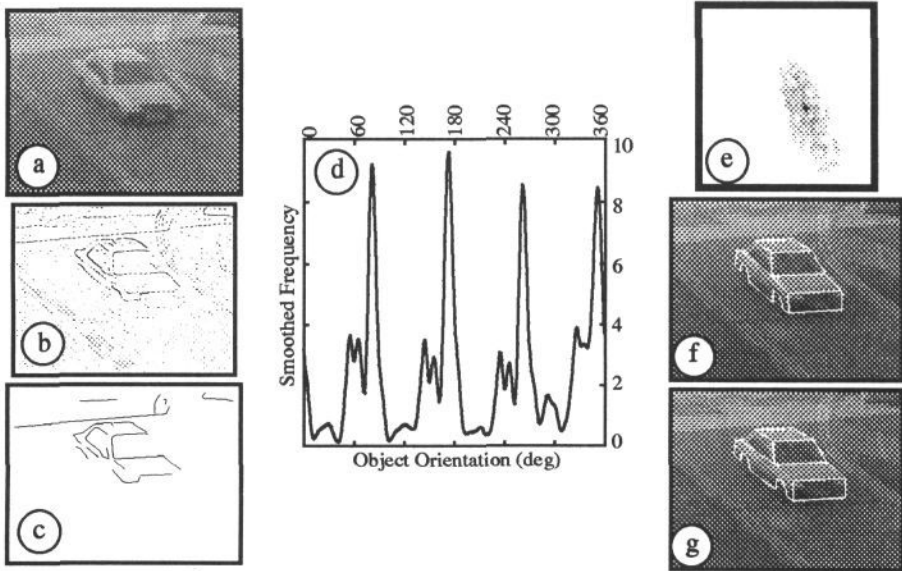 a
b
c
0 60 120 180 240 300 360
d
10
8
6
4
2
0
Smoothed Frequency
Object Orientation (deg)
e
f
g